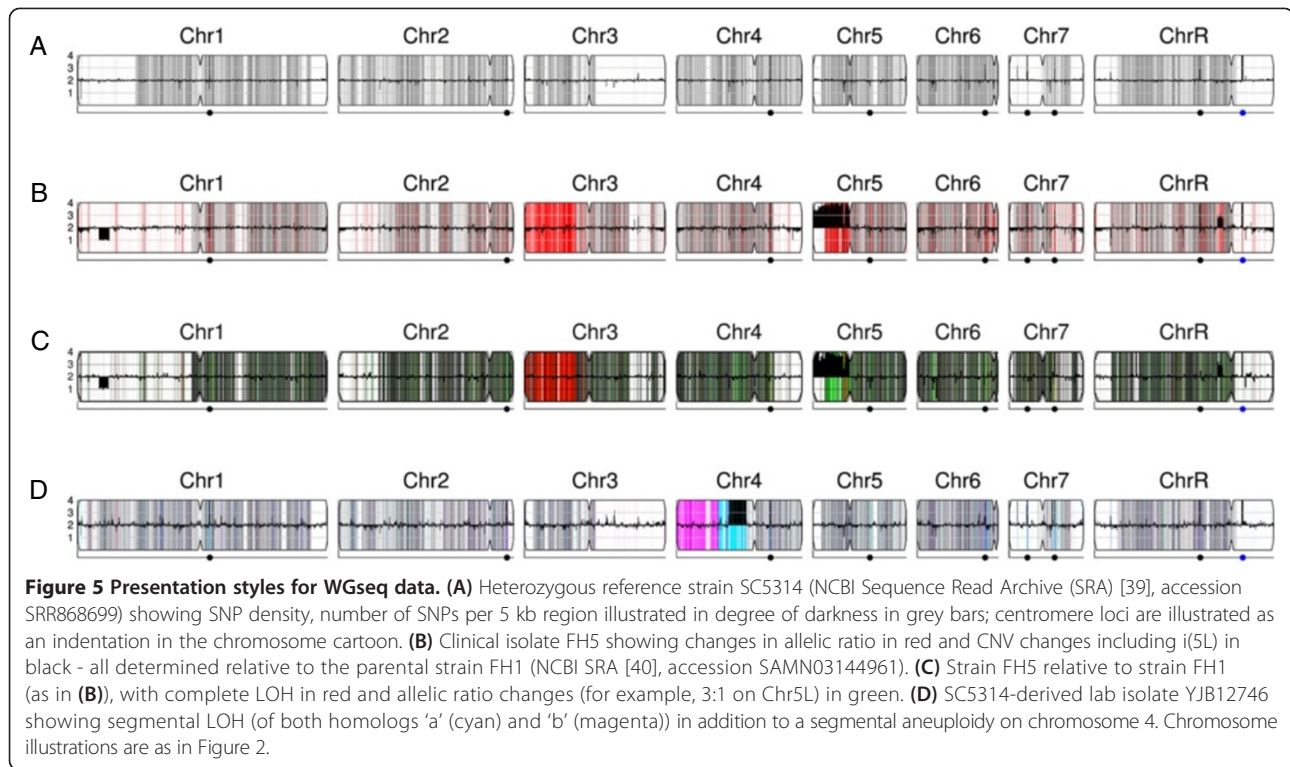 A
Chr1 Chr2 Chr3 Chr4 Chr5 Chr6 Chr7 ChrR
4
3
2
1
B
Chr1 Chr2 Chr3 Chr4 Chr5 Chr6 Chr7 ChrR
4
3
2
1
C
Chr1 Chr2 Chr3 Chr4 Chr5 Chr6 Chr7 ChrR
4
3
2
1
D
Chr1 Chr2 Chr3 Chr4 Chr5 Chr6 Chr7 ChrR
4
3
2
1
Figure 5 Presentation styles for WGseq data. (A) Heterozygous reference strain SC5314 (NCBI Sequence Read Archive (SRA) [39], accession
SRR868699) showing SNP density, number of SNPs per 5 kb region illustrated in degree of darkness in grey bars; centromere loci are illustrated as
an indentation in the chromosome cartoon. (B) Clinical isolate FH5 showing changes in allelic ratio in red and CNV changes including i(5L) in
black - all determined relative to the parental strain FH1 (NCBI SRA [40], accession SAMN03144961). (C) Strain FH5 relative to strain FH1
(as in (B)), with complete LOH in red and allelic ratio changes (for example, 3:1 on Chr5L) in green. (D) SC5314-derived lab isolate YJB12746
showing segmental LOH (of both homologs ‘a’ (cyan) and ‘b’ (magenta)) in addition to a segmental aneuploidy on chromosome 4. Chromosome
illustrations are as in Figure 2.